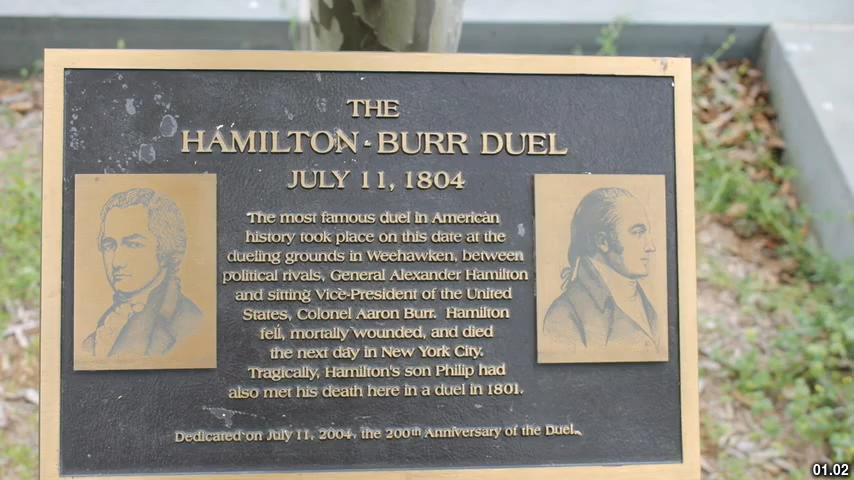 THE
HAMILTON-BURR DUEL
JULY 11, 1804
The most famous duel in American
history took place on this date at the
dueling grounds in Weehawken, between
political rivals, General Alexander Hamilton
and sitting Vice-President of the United
States, Colonel Aaron Burr. Hamilton
fell, mortally wounded, and died
the next day in New York City.
Tragically, Hamilton's son Philip had
also met his death here in a duel in 1801.
Dedicated on July 11, 2004, the 200th Anniversary of the Duel.
01.02